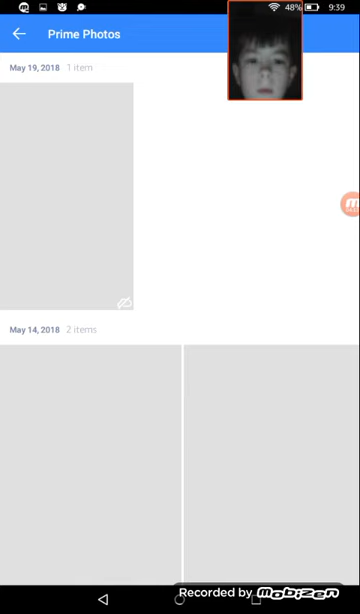 48% 9:39
Prime Photos
May 19, 2018 1 item
May 14, 2018 2 items
Recorded by mobizen